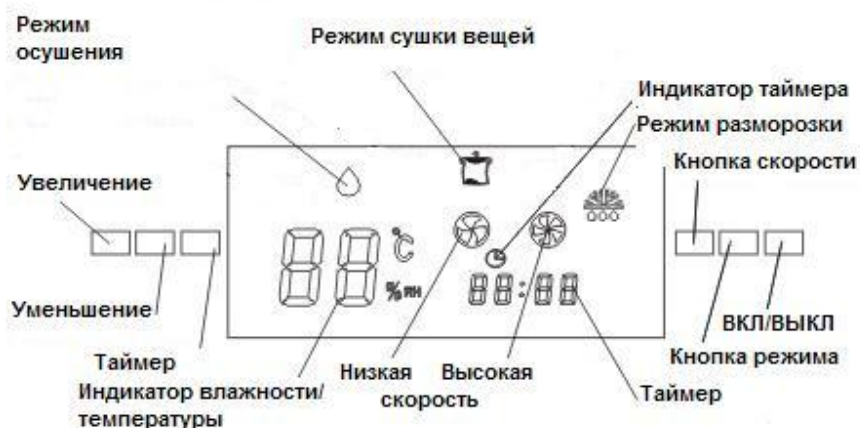 Режим
осушения
Режим сушки вещей
Индикатор таймера
Режим разморозки
Кнопка скорости
Увеличение
Уменьшение
88 °C
% RH
88:88
ВКЛ/ВЫКЛ
Кнопка режима
Таймер
Таймер
Индикатор влажности/
температуры
Низкая Высокая
скорость